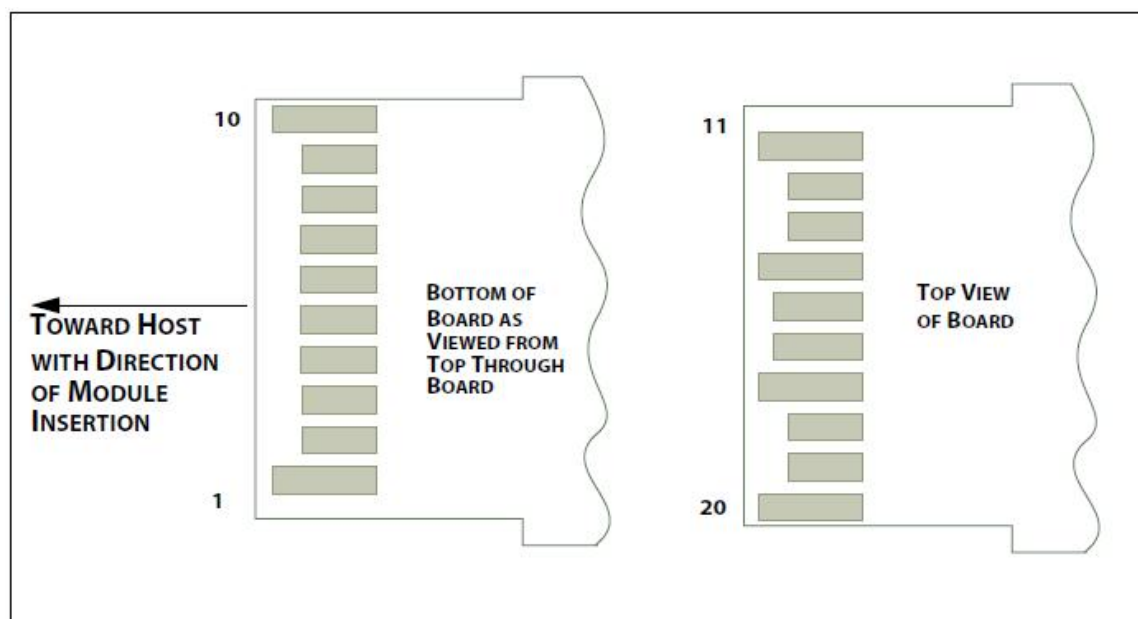 10
1
TOWARD HOST
WITH DIRECTION
OF MODULE
INSERTION
BOTTOM OF
BOARD AS
VIEWED FROM
TOP THROUGH
BOARD
11
20
TOP VIEW
OF BOARD